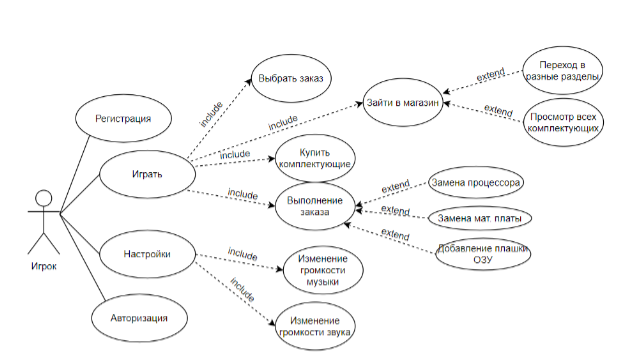 Переход в
разные разделы
extend
Выбрать заказ
include
Зайти в магазин
extend
Просмотр всех
комплектующих
Регистрация
include
include
Купить
комплектующие
Играть
include
Выполнение
заказа
extend
Замена процессора
extend
Замена мат. платы
extend
Добавление плашки
ОЗУ
Игрок
Настройки
include
Изменение
громкости
музыки
include
Авторизация
Изменение
громкости звука